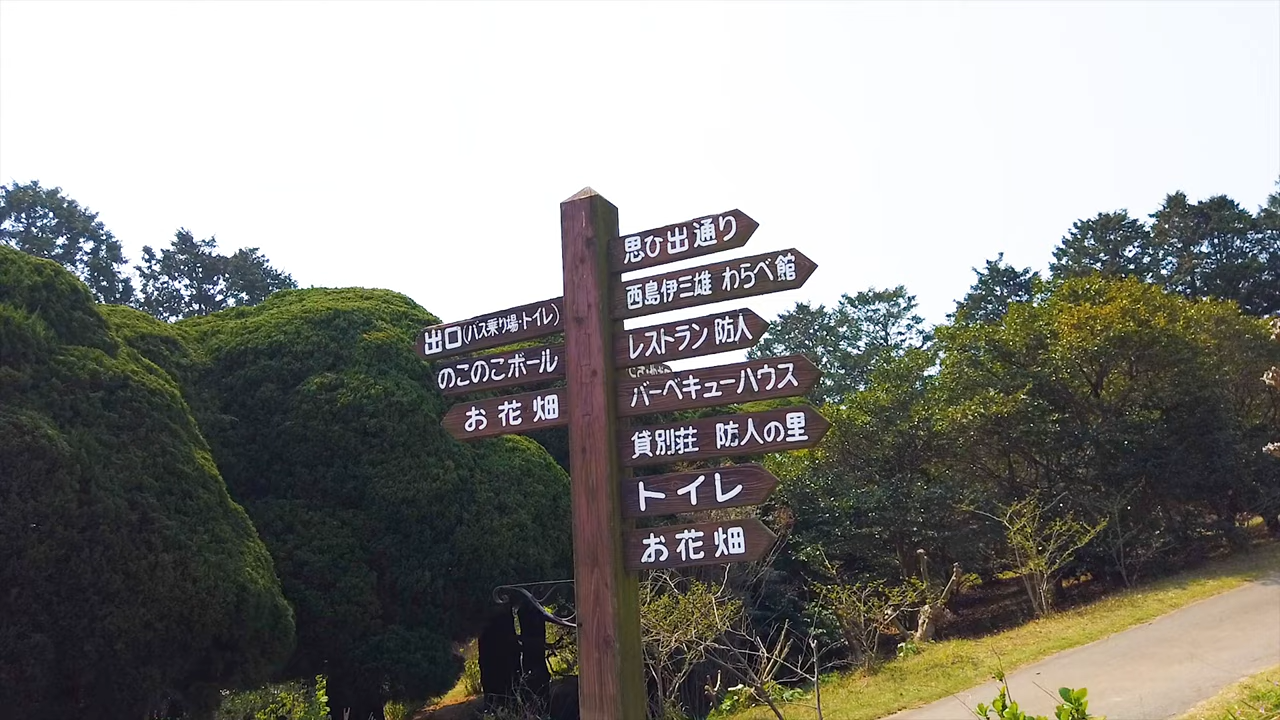 出口(バス乗り場・トイレ)
のこのこボール
お花畑
思ひ出通り
西島伊三雄 わらべ館
レストラン 防人
バーベキューハウス
貸別荘 防人の里
トイレ
お花畑